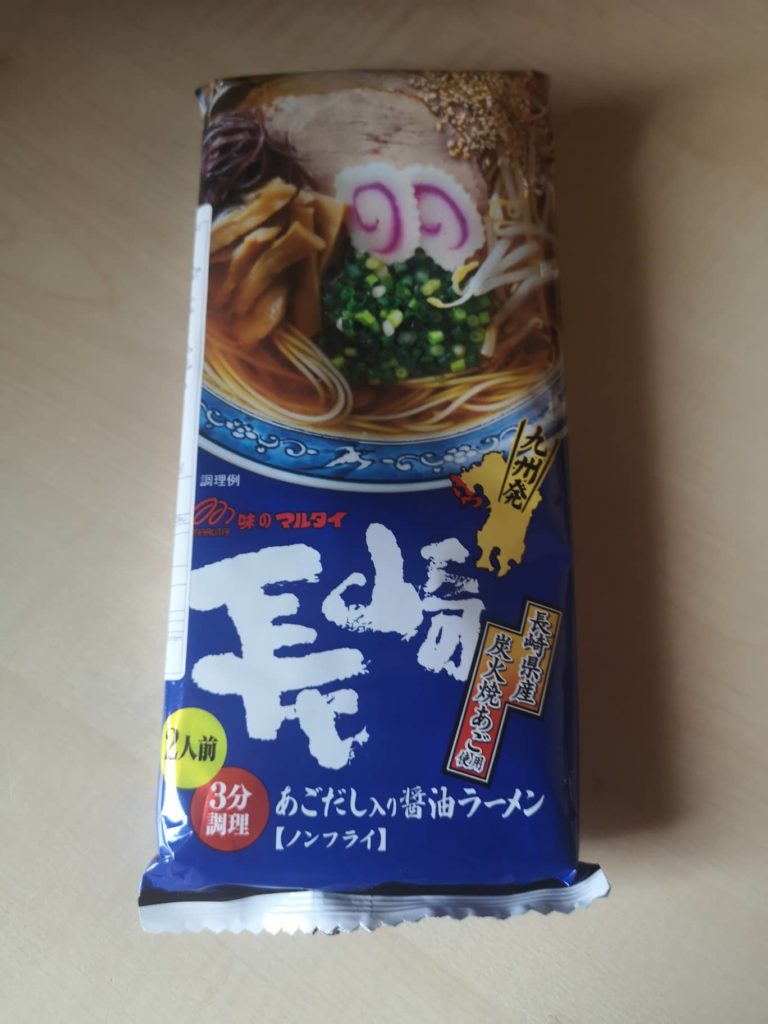 九州発
調理例
MARUTAI
味のマルタイ
長崎
長崎県産
炭火焼あご
使用
2人前
3分
調理
あごだし入り醤油ラーメン
【ノンフライ】